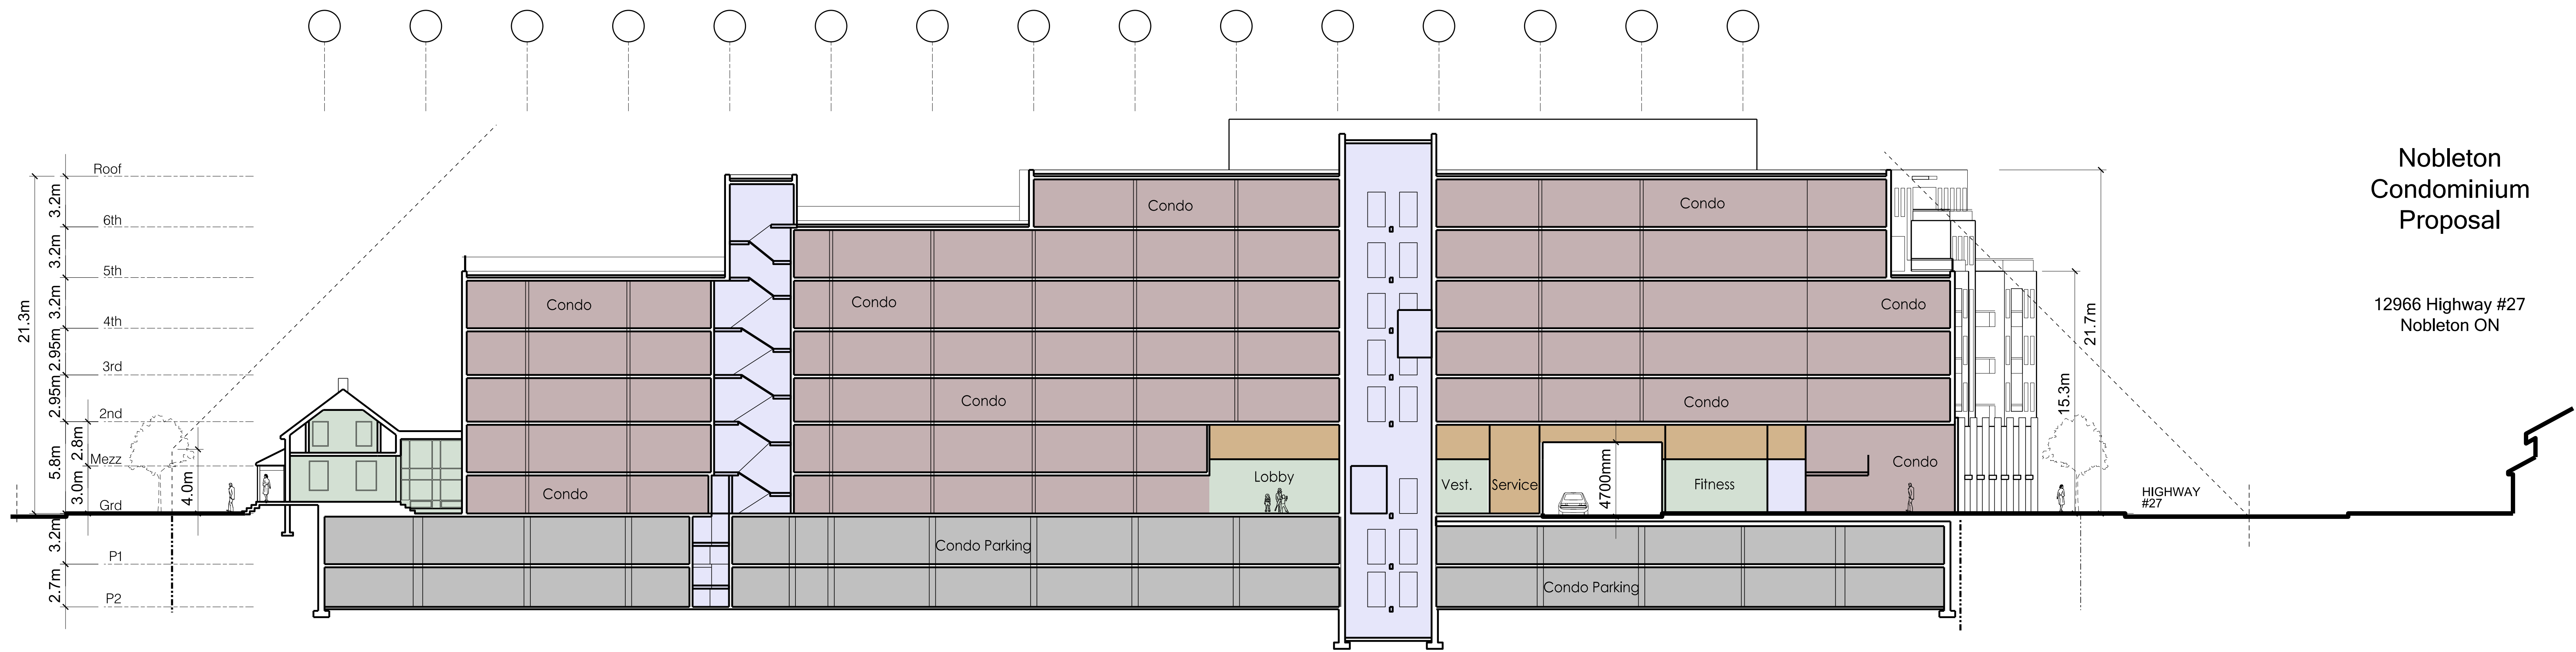 Nobleton
Condominium
Proposal
12966 Highway #27
Nobleton ON
Roof
3.2m
6th
3.2m
5th
3.2m
4th
2.95m
3rd
2.95m
2nd
2.8m
5.8m
Mezz
3.0m
4.0m
Grd
3.2m
P1
2.7m
P2
21.3m
Condo
Condo
Condo
Condo
Condo
Condo
Condo
Condo
Condo
Lobby
Vest.
Service
4700mm
Fitness
Condo Parking
Condo Parking
21.7m
15.3m
HIGHWAY
#27